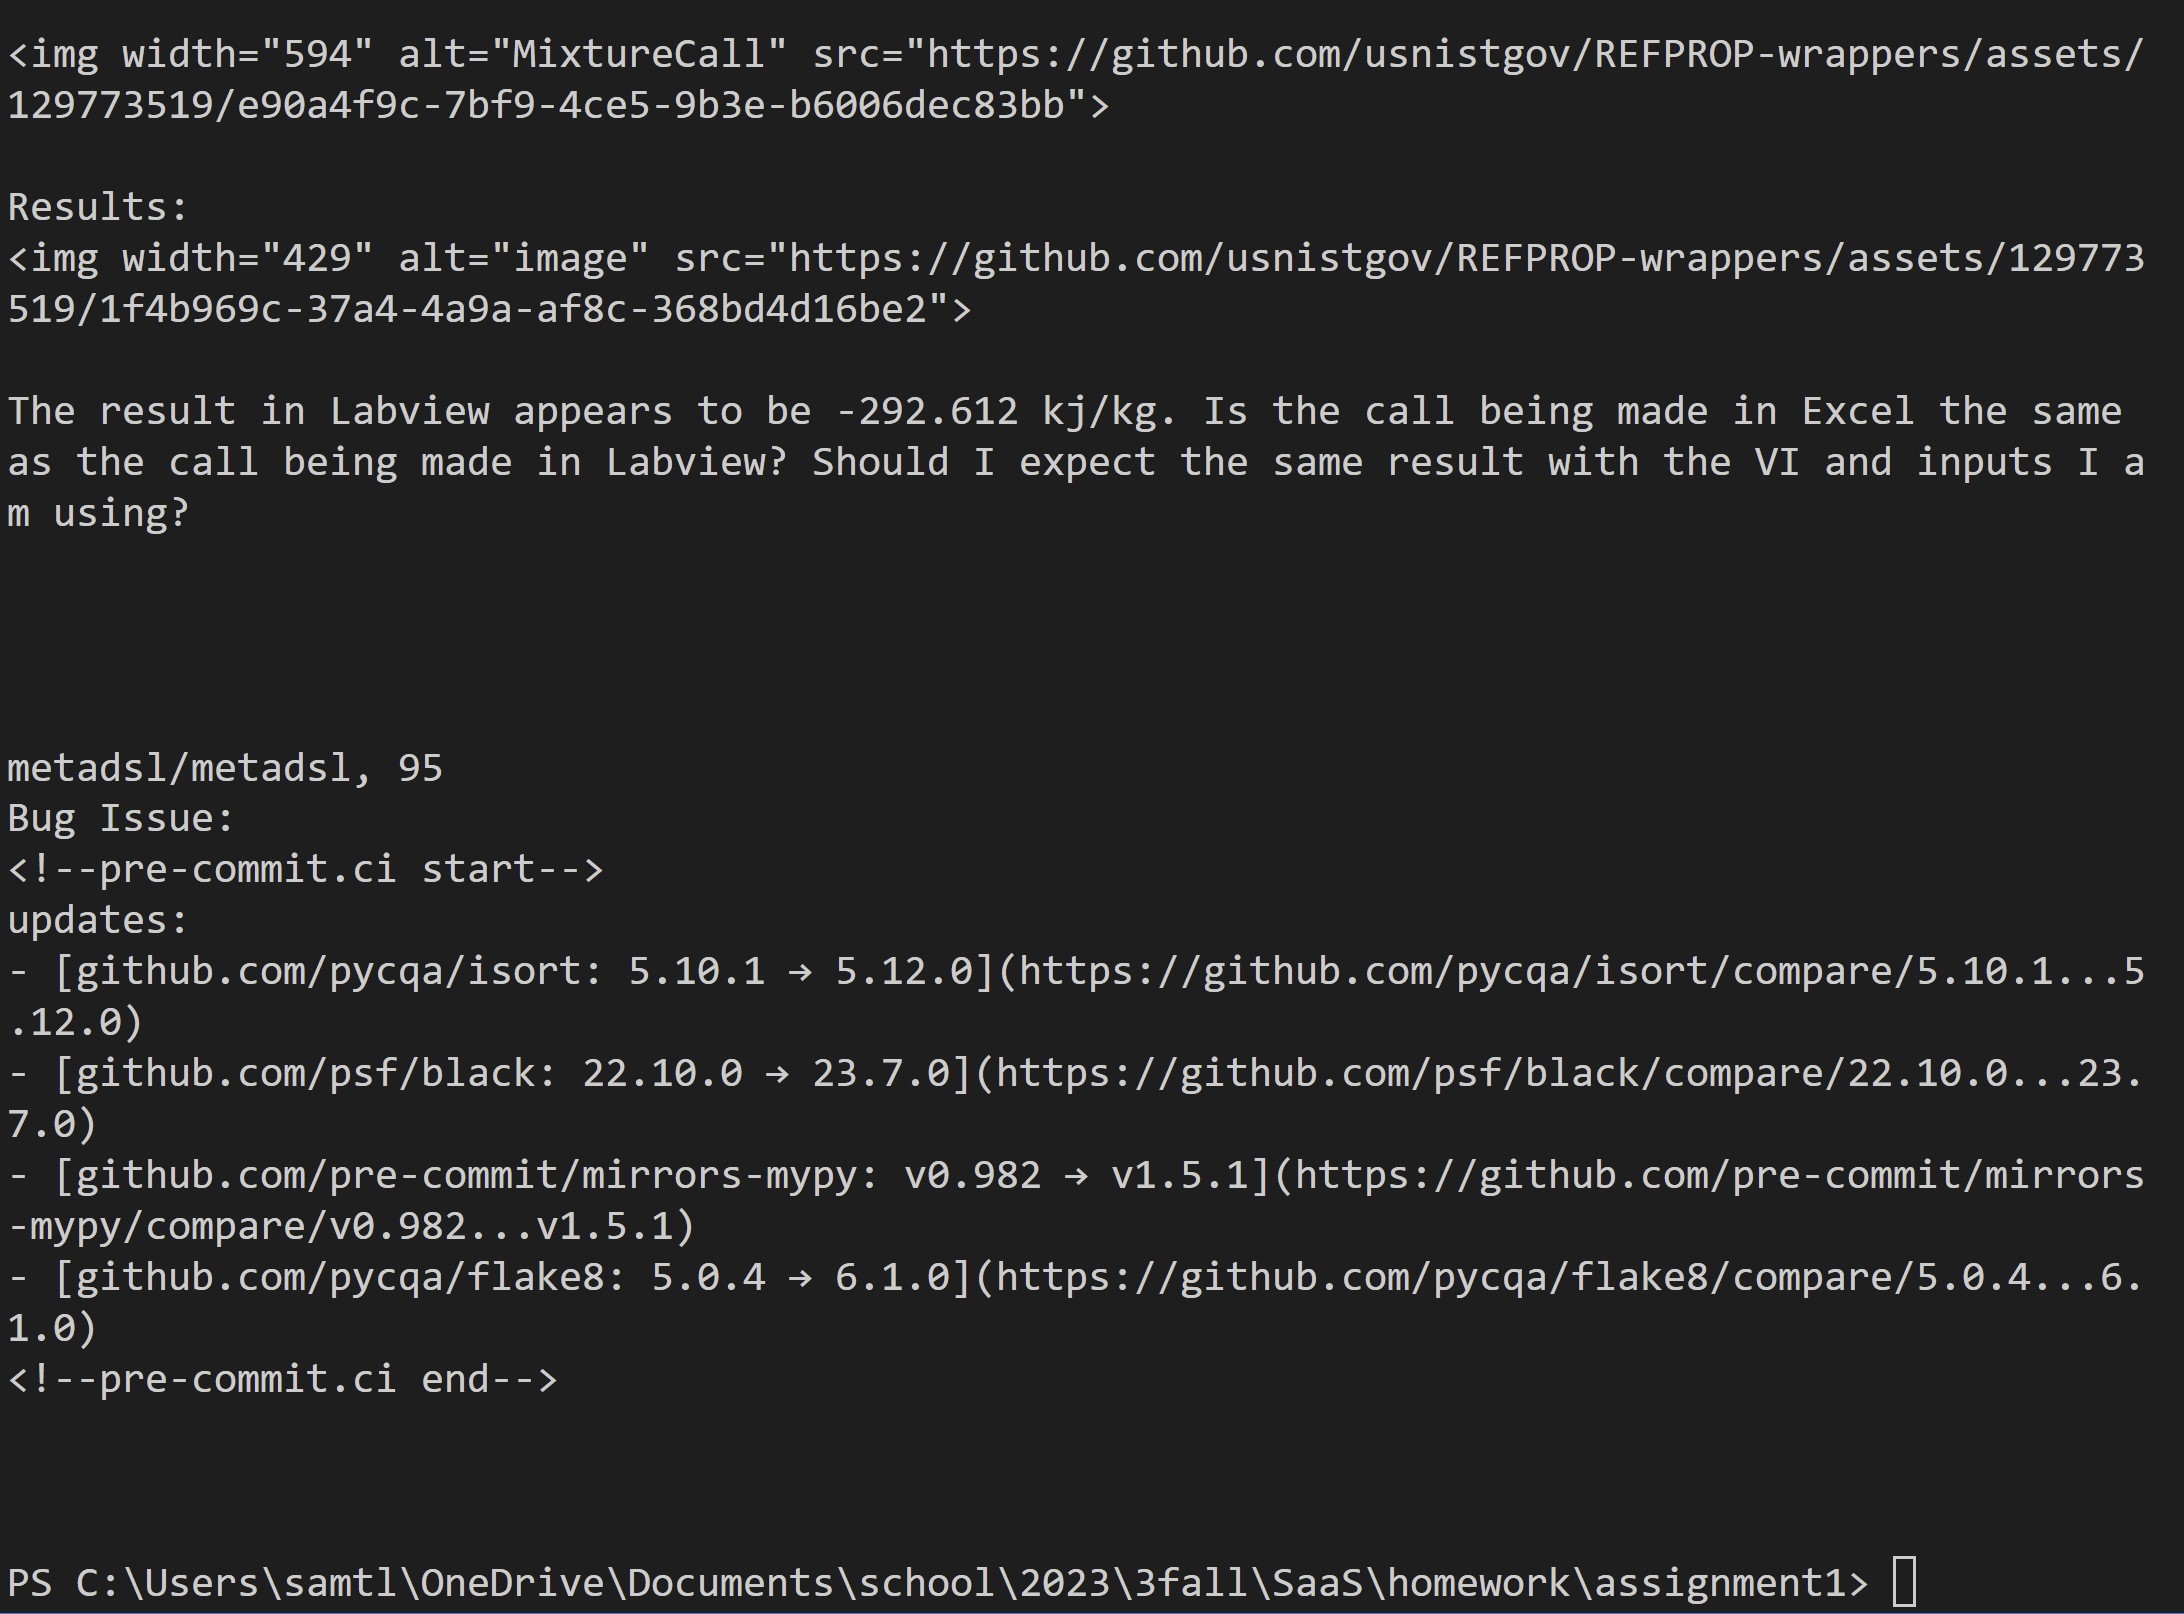 <img width="594" alt="MixtureCall" src="https://github.com/usnistgov/REFPROP-wrappers/assets/
129773519/e90a4f9c-7bf9-4ce5-9b3e-b6006dec83bb">
Results:
<img width="429" alt="image" src="https://github.com/usnistgov/REFPROP-wrappers/assets/129773
519/1f4b969c-37a4-4a9a-af8c-368bd4d16be2">
The result in Labview appears to be -292.612 kj/kg. Is the call being made in Excel the same
as the call being made in Labview? Should I expect the same result with the VI and inputs I a
m using?
metadsl/metadsl, 95
Bug Issue:
<!--pre-commit.ci start-->
updates:
- [github.com/pycqa/isort: 5.10.1 → 5.12.0](https://github.com/pycqa/isort/compare/5.10.1...5
.12.0)
- [github.com/psf/black: 22.10.0 → 23.7.0](https://github.com/psf/black/compare/22.10.0...23.
7.0)
- [github.com/pre-commit/mirrors-mypy: v0.982 → v1.5.1](https://github.com/pre-commit/mirrors
-mypy/compare/v0.982...v1.5.1)
- [github.com/pycqa/flake8: 5.0.4 → 6.1.0](https://github.com/pycqa/flake8/compare/5.0.4...6.
1.0)
<!--pre-commit.ci end-->
PS C:\Users\samtl\OneDrive\Documents\school\2023\3fall\SaaS\homework\assignment1>